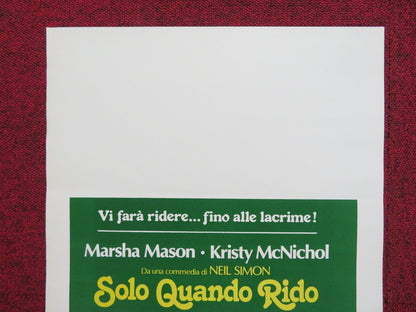 Vi farà ridere... fino alle lacrime!
Marsha Mason • Kristy McNichol
Da una commedia di NEIL SIMON
Solo Quando Rido